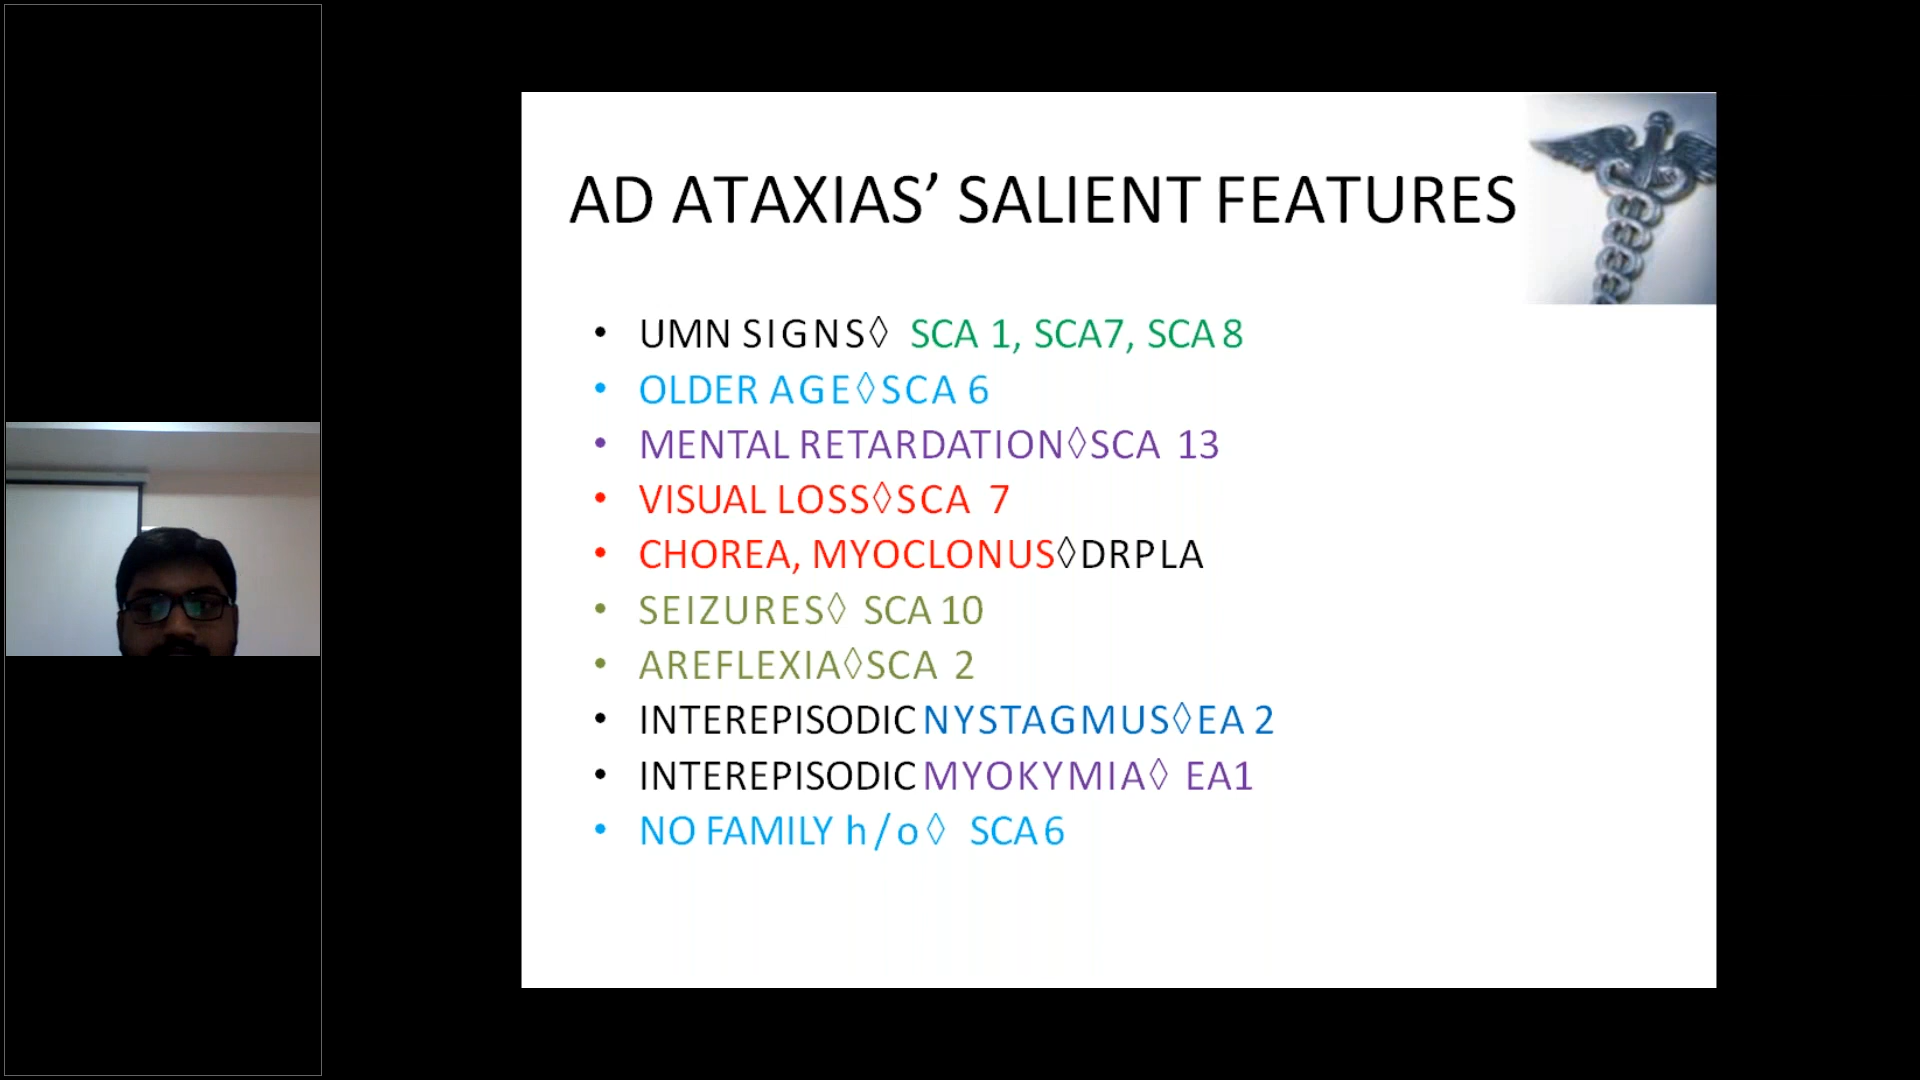 AD ATAXIAS’ SALIENT FEATURES
• UMN SIGNS◊ SCA 1, SCA7, SCA 8
• OLDER AGE◊SCA 6
• MENTAL RETARDATION◊SCA 13
• VISUAL LOSS◊SCA 7
• CHOREA, MYOCLONUS◊DRPLA
• SEIZURES◊ SCA 10
• AREFLEXIA◊SCA 2
• INTEREPISODIC NYSTAGMUS◊EA 2
• INTEREPISODIC MYOKYMIA◊ EA1
• NO FAMILY h/o◊ SCA 6